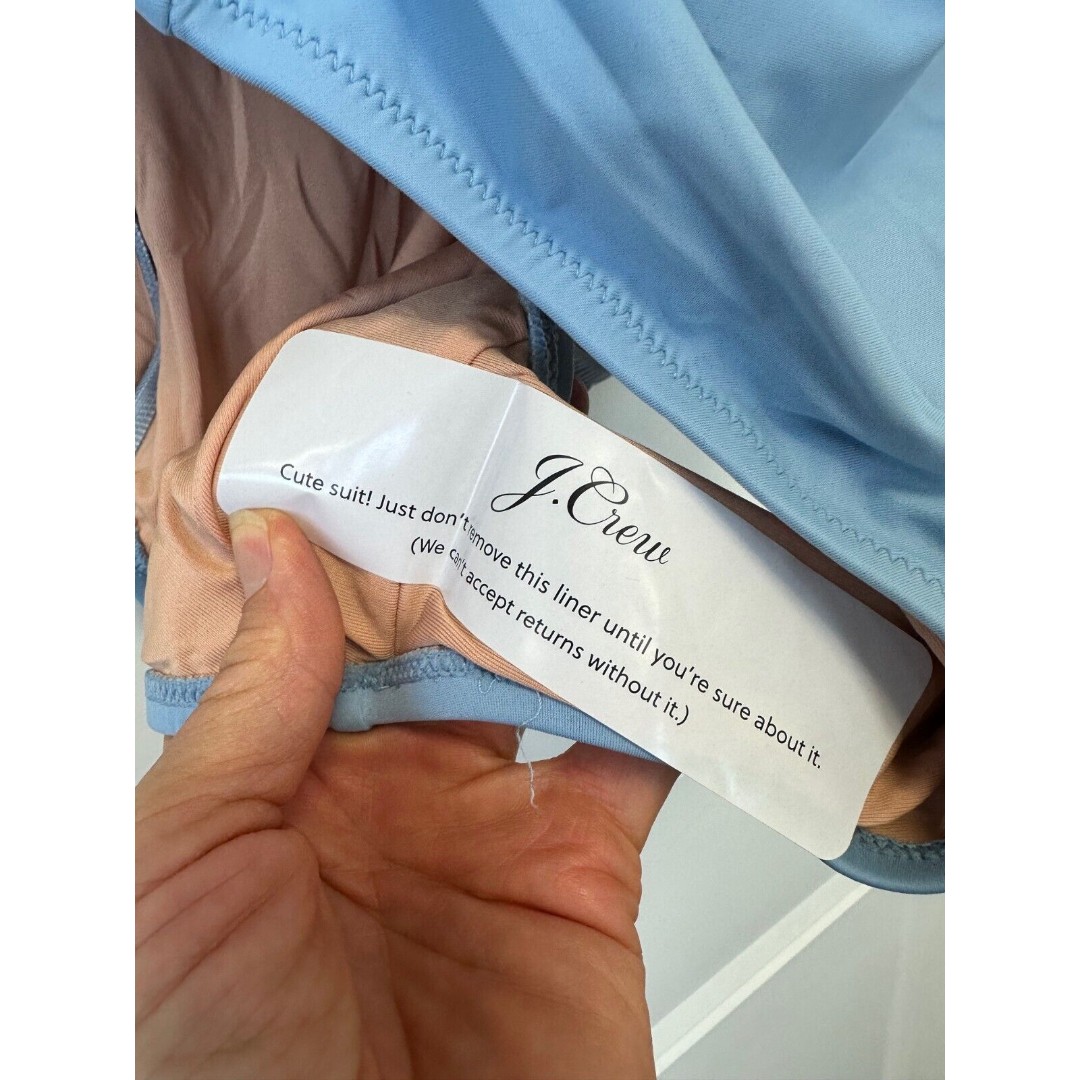 J.Crew
Cute suit! Just don't remove this liner until you're sure about it.
(We can't accept returns without it.)